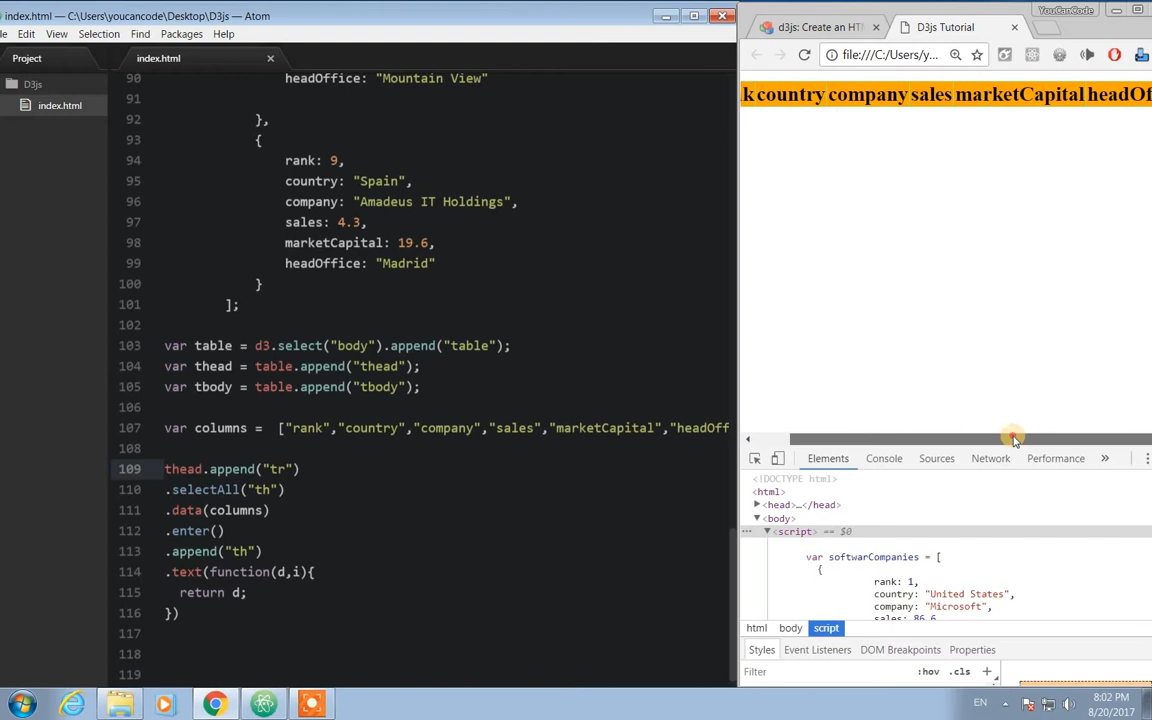 index.html — C:\Users\youcancode\Desktop\D3js — Atom
le Edit View Selection Find Packages Help
Project
D3js
index.html
index.html
90 headOffice: "Mountain View"
91
92 },
93 {
94 rank: 9,
95 country: "Spain",
96 company: "Amadeus IT Holdings",
97 sales: 4.3,
98 marketCapital: 19.6,
99 headOffice: "Madrid"
100 }
101 ];
102
103 var table = d3.select("body").append("table");
104 var thead = table.append("thead");
105 var tbody = table.append("tbody");
106
107 var columns = ["rank","country","company","sales","marketCapital","headOff
108
109 thead.append("tr")
110 .selectAll("th")
111 .data(columns)
112 .enter()
113 .append("th")
114 .text(function(d,i){
115 return d;
116 })
117
118
119
YouCanCode
d3js: Create an HT
D3js Tutorial
file:///C:/Users/y...
k country company sales marketCapital headOf
Elements Console Sources Network Performance »
<!DOCTYPE html>
<html>
<head>…</head>
<body>
<script> == $0
var softwarCompanies = [
{
rank: 1,
country: "United States",
company: "Microsoft",
sales: 86.6,
html body script
Styles Event Listeners DOM Breakpoints Properties
Filter :hov .cls +
EN
8:02 PM
8/20/2017